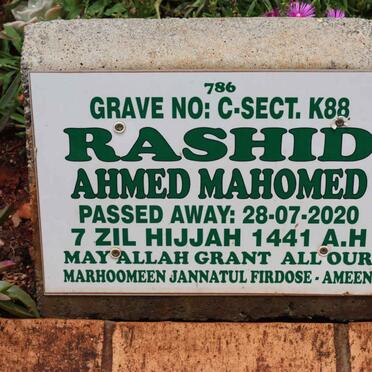 786
GRAVE NO: C-SECT. K88
RASHID
AHMED MAHOMED
PASSED AWAY: 28-07-2020
7 ZIL HIJJAH 1441 A.H
MAY ALLAH GRANT ALL OUR
MARHOOMEEN JANNATUL FIRDOSE - AMEEN